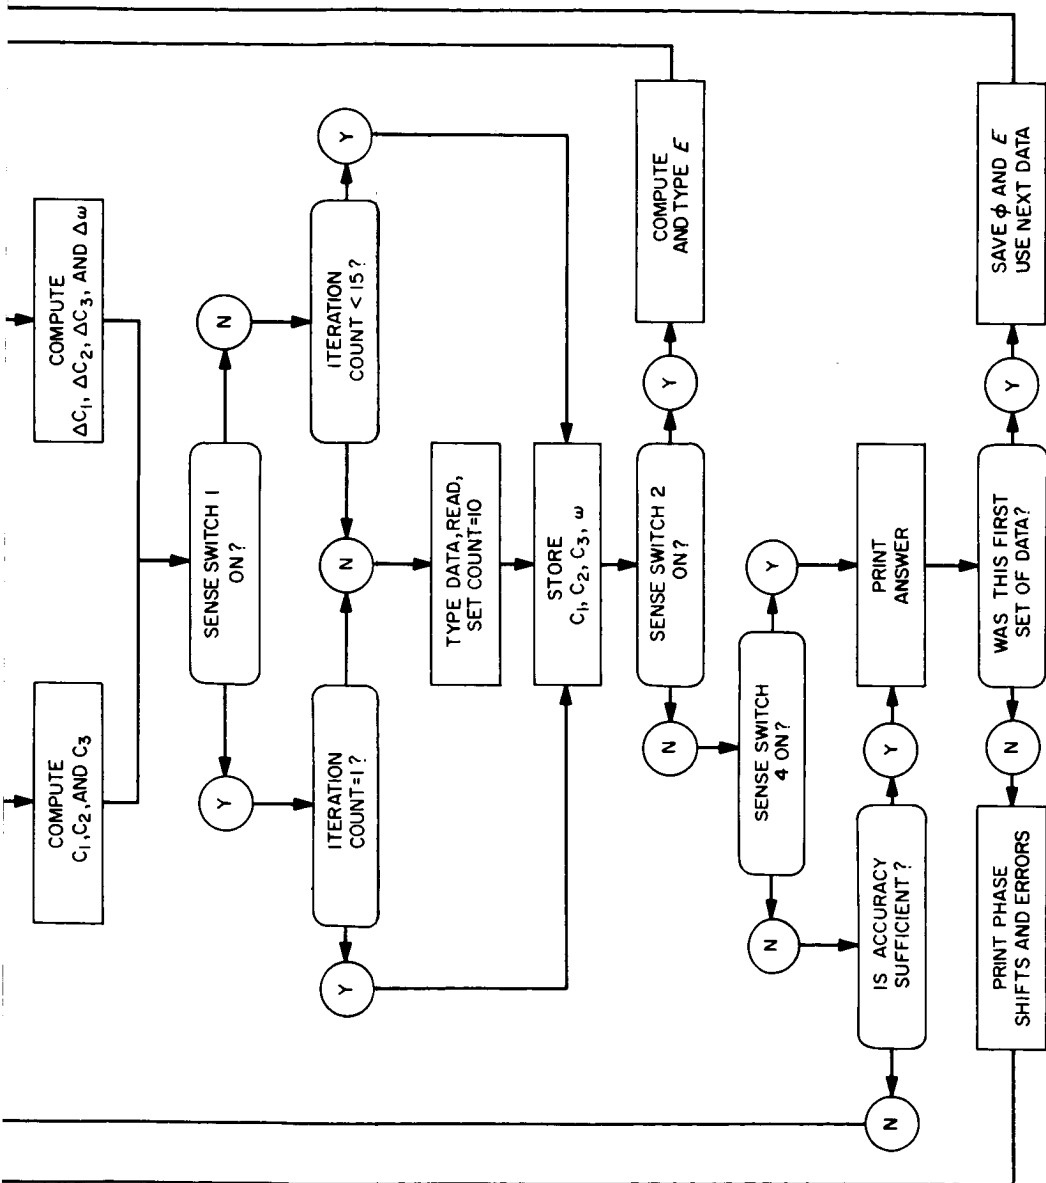 COMPUTE
C₁, C₂, AND C₃
COMPUTE
ΔC₁, ΔC₂, ΔC₃, AND Δω
SENSE SWITCH 1
ON?
Y
N
ITERATION
COUNT=1?
ITERATION
COUNT < 15?
Y
N
Y
TYPE DATA, READ,
SET COUNT=10
STORE
C₁, C₂, C₃, ω
SENSE SWITCH 2
ON?
N
Y
COMPUTE
AND TYPE E
SENSE SWITCH
4 ON?
N
Y
IS ACCURACY
SUFFICIENT?
N
Y
PRINT
ANSWER
WAS THIS FIRST
SET OF DATA?
N
Y
PRINT PHASE
SHIFTS AND ERRORS
SAVE ϕ AND E
USE NEXT DATA